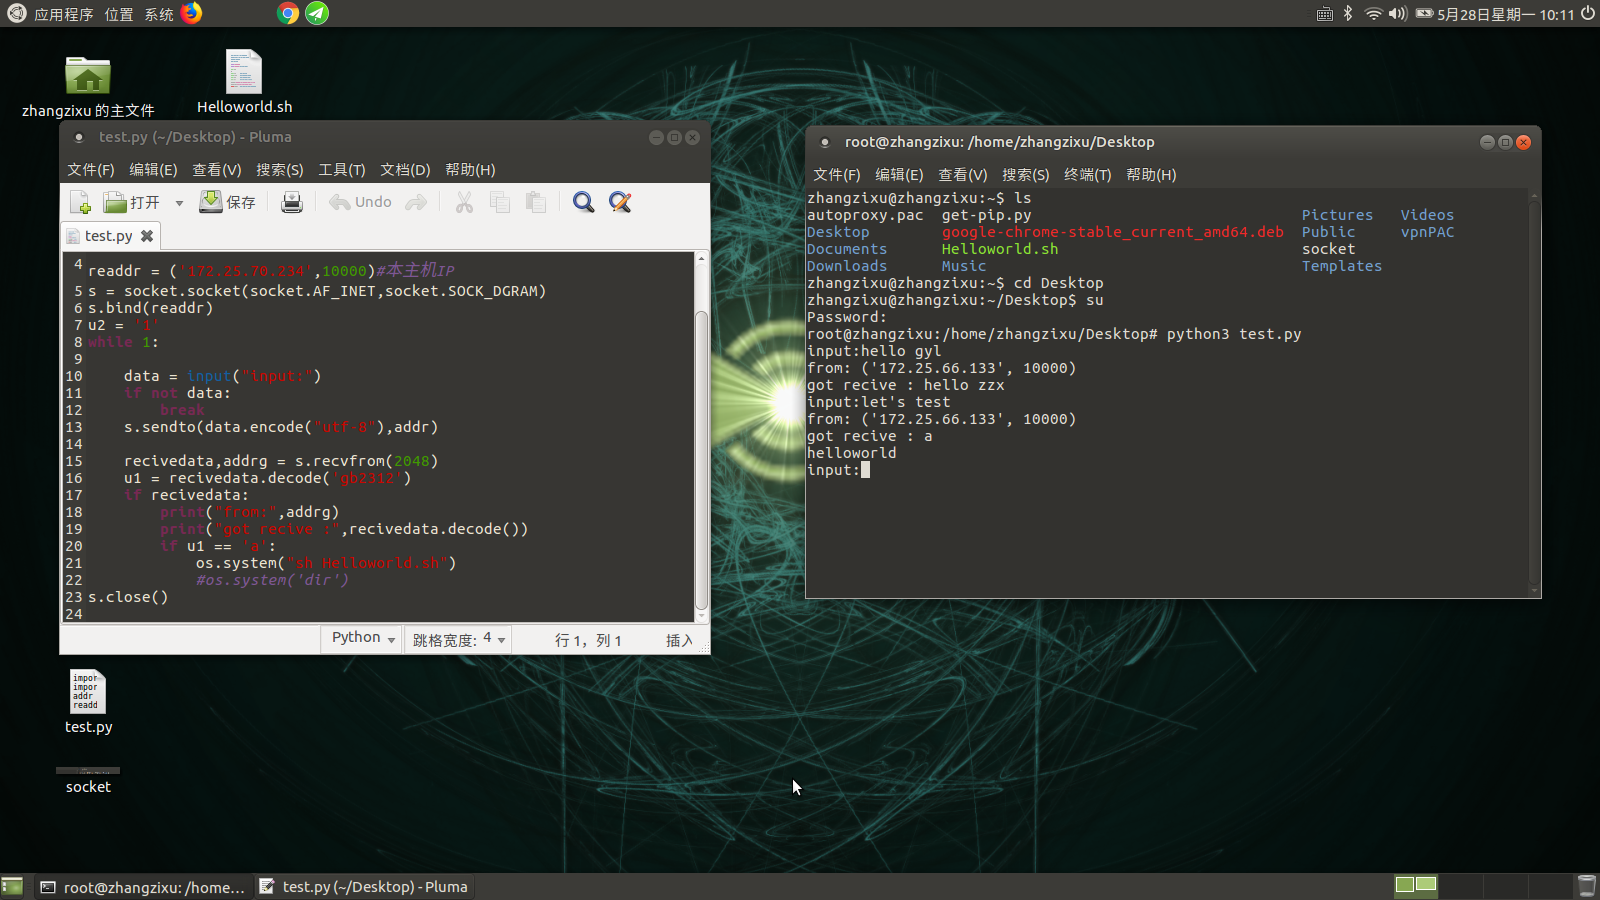 应用程序 位置 系统
5月28日星期一 10:11
zhangzixu 的主文件
Helloworld.sh
test.py (~/Desktop) - Pluma
文件(F) 编辑(E) 查看(V) 搜索(S) 工具(T) 文档(D) 帮助(H)
打开 保存 Undo
test.py
4 readdr = ('172.25.70.234',10000)#本主机IP
5 s = socket.socket(socket.AF_INET,socket.SOCK_DGRAM)
6 s.bind(readdr)
7 u2 = '1'
8 while 1:
9
10 data = input("input:")
11 if not data:
12 break
13 s.sendto(data.encode("utf-8"),addr)
14
15 recivedata,addrg = s.recvfrom(2048)
16 u1 = recivedata.decode('gb2312')
17 if recivedata:
18 print("from:",addrg)
19 print("got recive :",recivedata.decode())
20 if u1 == 'a':
21 os.system("sh Helloworld.sh")
22 #os.system('dir')
23 s.close()
24
Python 跳格宽度: 4 行 1，列 1 插入
root@zhangzixu: /home/zhangzixu/Desktop
文件(F) 编辑(E) 查看(V) 搜索(S) 终端(T) 帮助(H)
zhangzixu@zhangzixu:~$ ls
autoproxy.pac get-pip.py Pictures Videos
Desktop google-chrome-stable_current_amd64.deb Public vpnPAC
Documents Helloworld.sh socket
Downloads Music Templates
zhangzixu@zhangzixu:~$ cd Desktop
zhangzixu@zhangzixu:~/Desktop$ su
Password:
root@zhangzixu:/home/zhangzixu/Desktop# python3 test.py
input:hello gyl
from: ('172.25.66.133', 10000)
got recive : hello zzx
input:let's test
from: ('172.25.66.133', 10000)
got recive : a
helloworld
input:
impor
impor
addr
readd
test.py
socket
root@zhangzixu: /home... test.py (~/Desktop) - Pluma